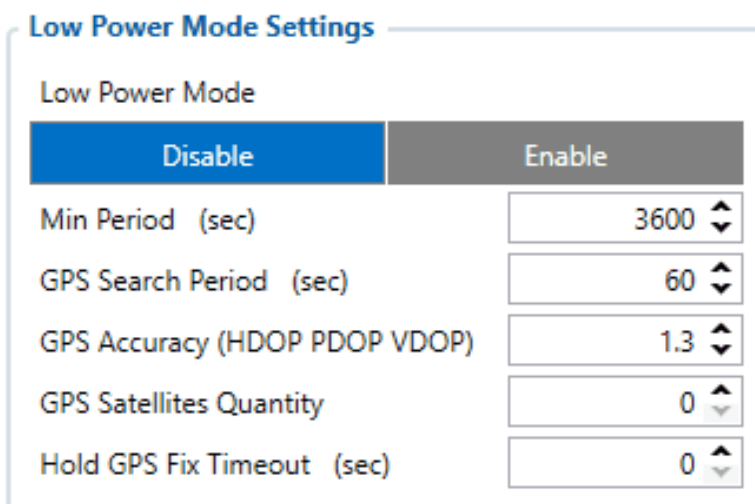 Low Power Mode Settings
Low Power Mode
Disable Enable
Min Period (sec) 3600
GPS Search Period (sec) 60
GPS Accuracy (HDOP PDOP VDOP) 1.3
GPS Satellites Quantity 0
Hold GPS Fix Timeout (sec) 0